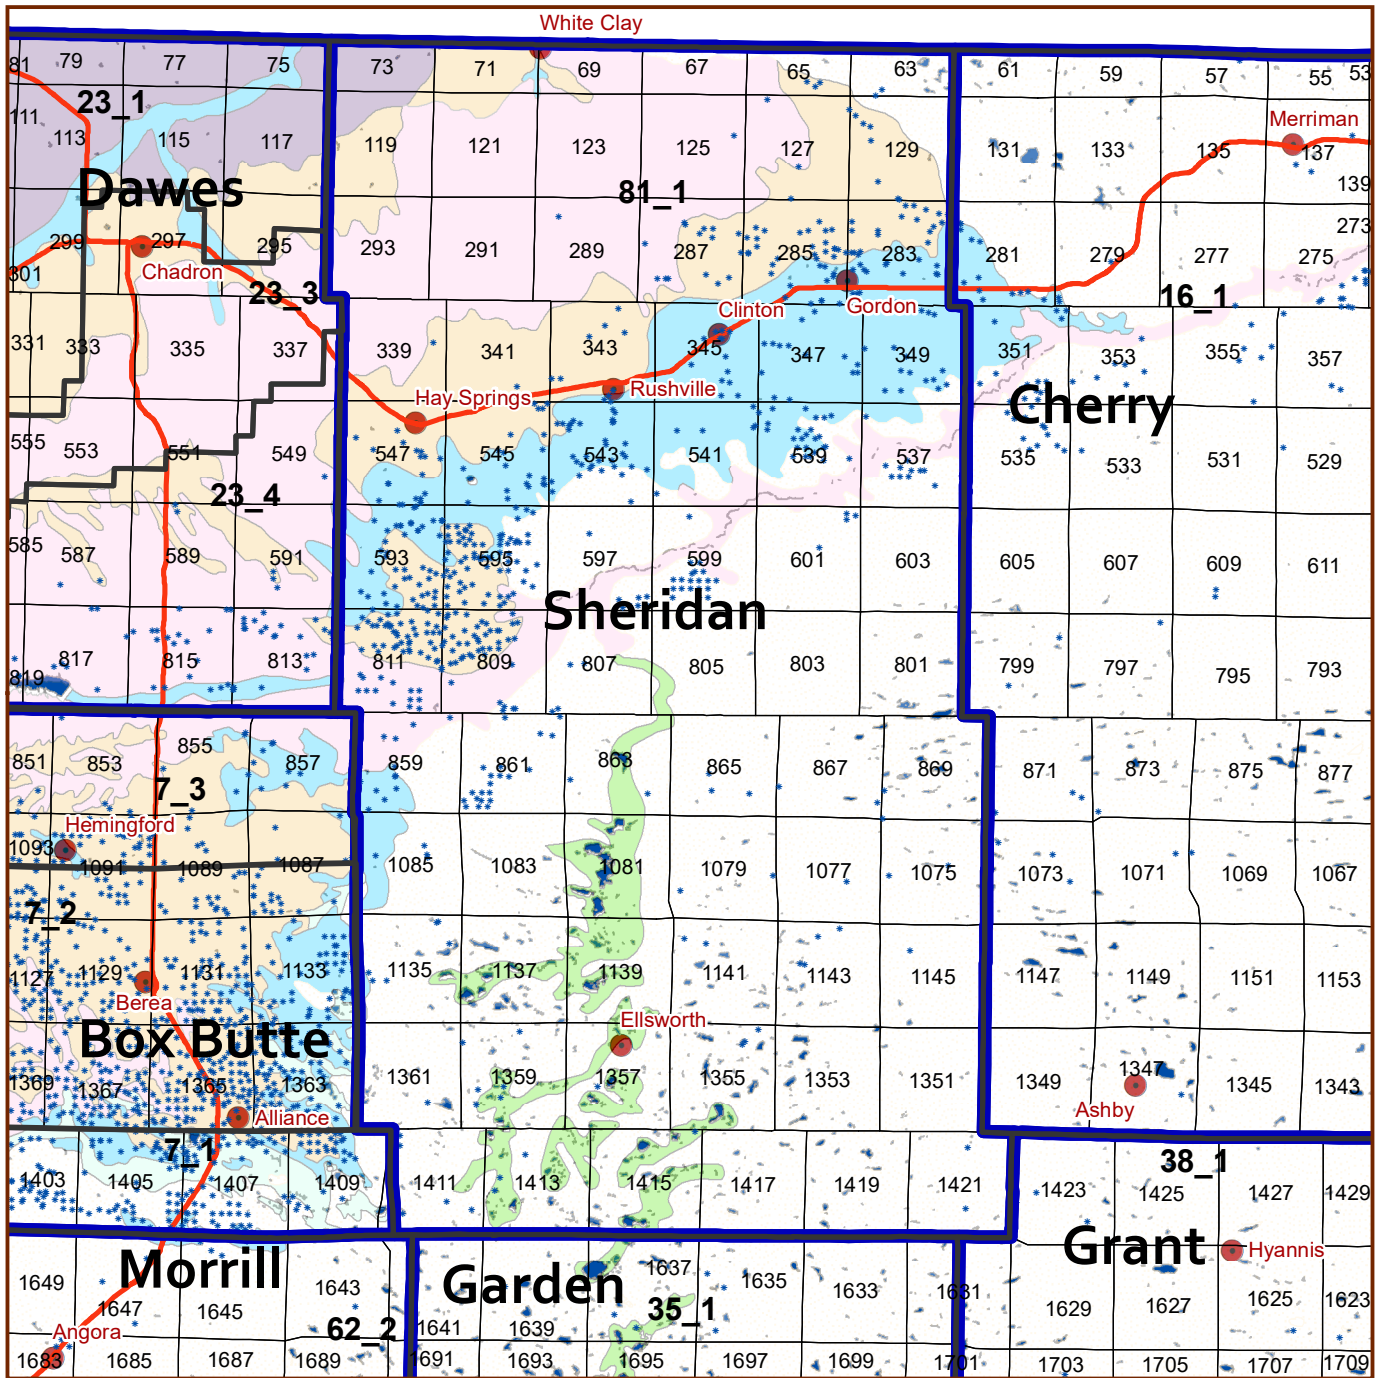 White Clay
81 79 77 75 73 71 69 67 65 63 61 59 57 55 53
23_1
111 113 115 117 119 121 123 125 127 129 131 133 135 137
Merriman
Dawes 81_1 139
299 297 295 293 291 289 287 285 283 281 279 277 275 273
301 Chadron
23_3 Clinton Gordon 16_1
331 333 335 337 339 341 343 345 347 349 351 353 355 357
Hay Springs Rushville Cherry
555 553 551 549 547 545 543 541 539 537 535 533 531 529
23_4
585 587 589 591 593 595 597 599 601 603 605 607 609 611
Sheridan
819 817 815 813 811 809 807 805 803 801 799 797 795 793
851 853 855 857 859 861 863 865 867 869 871 873 875 877
7_3
Hemingford
1093 1091 1089 1087 1085 1083 1081 1079 1077 1075 1073 1071 1069 1067
7_2
1127 1129 1131 1133 1135 1137 1139 1141 1143 1145 1147 1149 1151 1153
Berea
Ellsworth
Box Butte
1369 1367 1365 1363 1361 1359 1357 1355 1353 1351 1349 1347 1345 1343
Alliance Ashby
7_1 38_1
1403 1405 1407 1409 1411 1413 1415 1417 1419 1421 1423 1425 1427 1429
Grant Hyannis
Morrill Garden
1649 1647 1645 1643 1641 1639 1637 1635 1633 1631 1629 1627 1625 1623
62_2 35_1
Angora
1683 1685 1687 1689 1691 1693 1695 1697 1699 1701 1703 1705 1707 1709